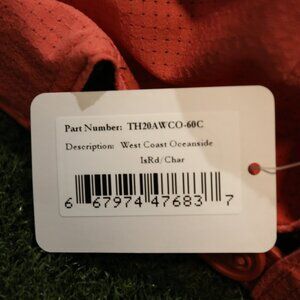 Part Number: TH20AWCO-60C
Description: West Coast Oceanside
IsRd/Char
6 67974 47683 7